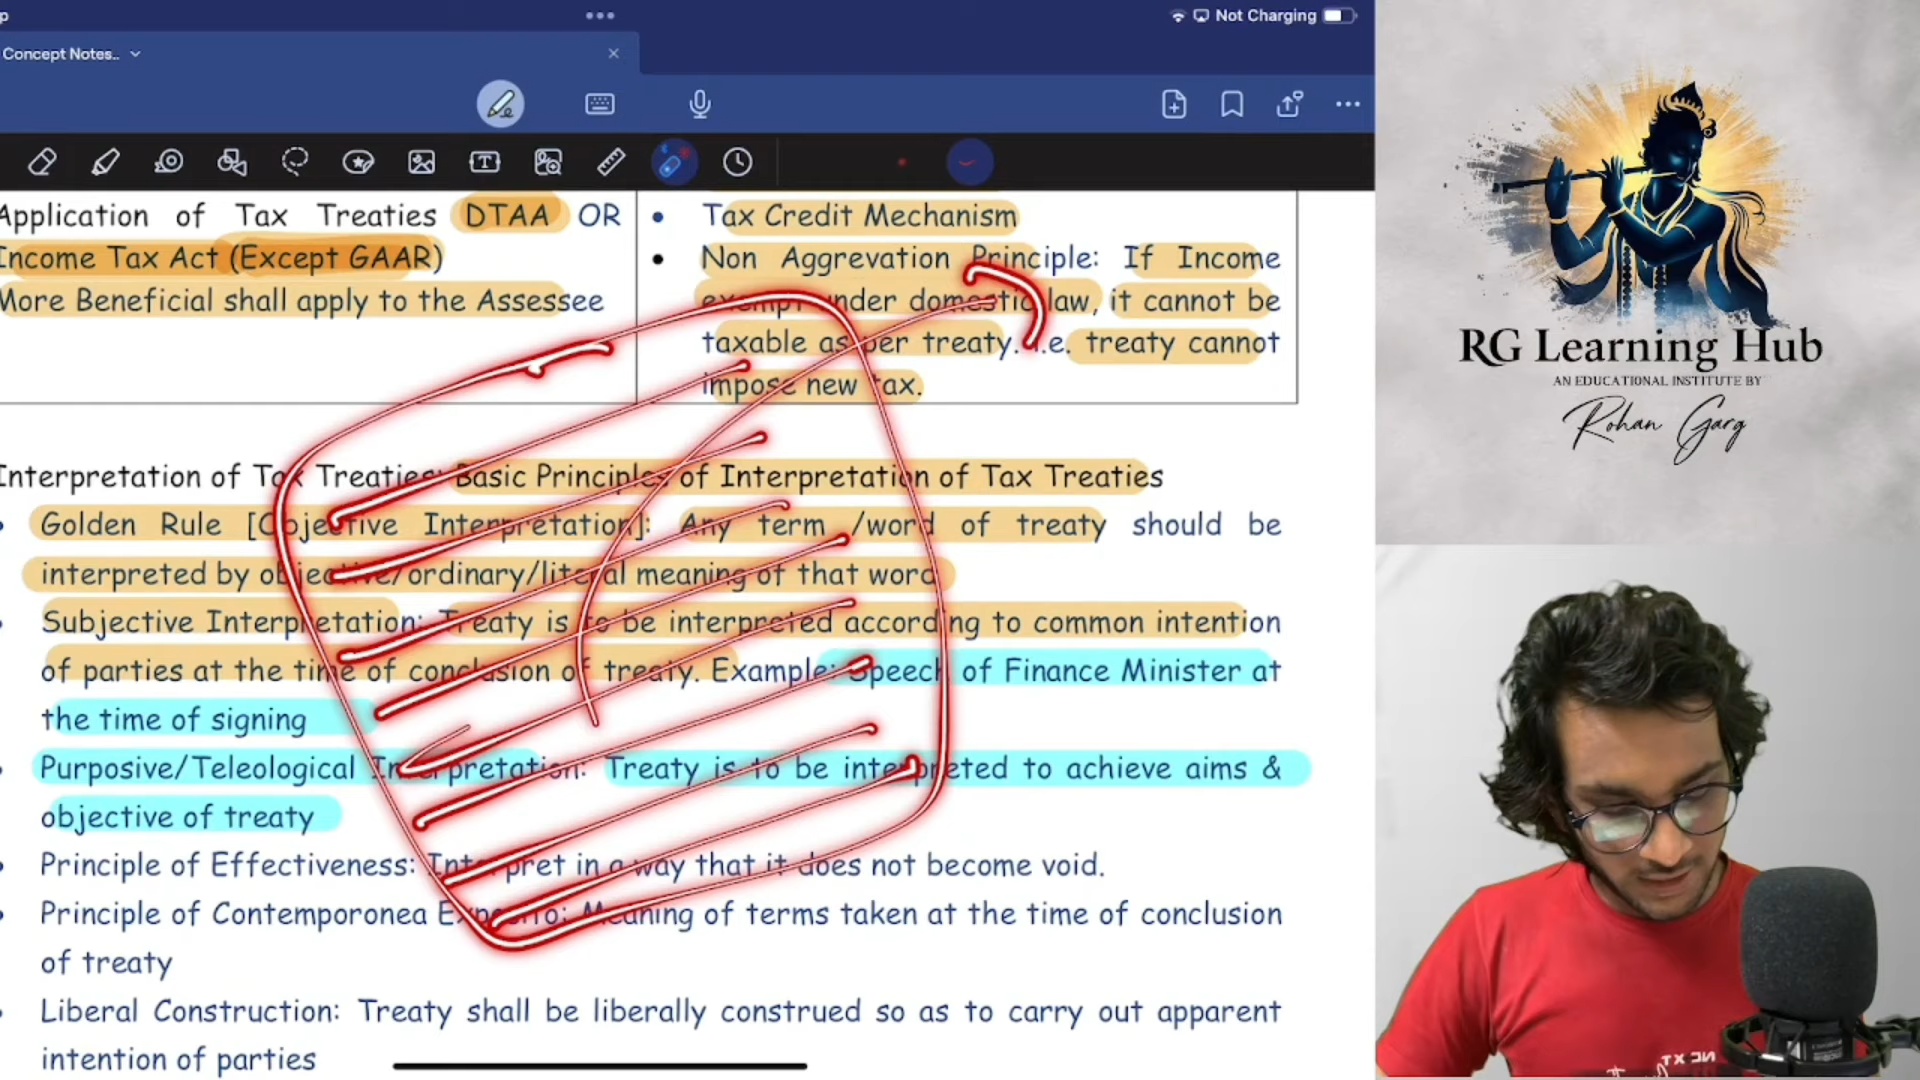 p
Not Charging
Concept Notes..
Application of Tax Treaties DTAA OR
Income Tax Act (Except GAAR)
More Beneficial shall apply to the Assessee
• Tax Credit Mechanism
• Non Aggrevation Principle: If Income
exempt under domestic law, it cannot be
taxable as per treaty. i.e. treaty cannot
impose new tax.
Interpretation of Tax Treaties: Basic Principles of Interpretation of Tax Treaties
• Golden Rule [Objective Interpretation]: Any term /word of treaty should be
interpreted by objective/ordinary/literal meaning of that word
• Subjective Interpretation: Treaty is to be interpreted according to common intention
of parties at the time of conclusion of treaty. Example: Speech of Finance Minister at
the time of signing
• Purposive/Teleological Interpretation: Treaty is to be interpreted to achieve aims &
objective of treaty
• Principle of Effectiveness: Interpret in a way that it does not become void.
• Principle of Contemporonea Exposito: Meaning of terms taken at the time of conclusion
of treaty
• Liberal Construction: Treaty shall be liberally construed so as to carry out apparent
intention of parties
RG Learning Hub
AN EDUCATIONAL INSTITUTE BY
Rohan Garg